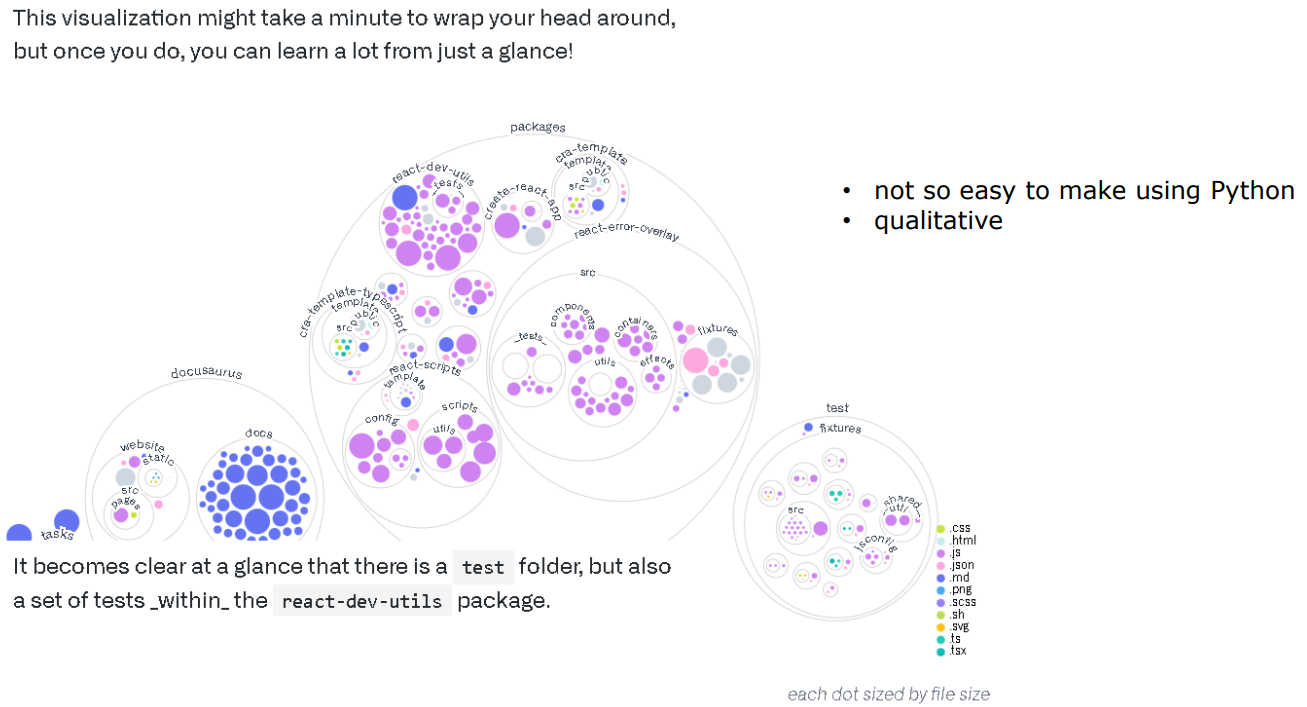 This visualization might take a minute to wrap your head around,
but once you do, you can learn a lot from just a glance!
packages
cra-template
template
public
src
react-dev-utils
_tests_
create-react-app
• not so easy to make using Python
• qualitative
react-error-overlay
src
cra-template-typescript
template
public
src
components
containers
_tests_
utils
effects
fixtures
react-scripts
template
config
scripts
utils
docusaurus
website
static
src
pages
docs
tasks
test
fixtures
src
_shared_
util
jsconfig
.css
.html
.js
.json
.md
.png
.scss
.sh
.svg
.ts
.tsx
It becomes clear at a glance that there is a test folder, but also
a set of tests _within_ the react-dev-utils package.
each dot sized by file size